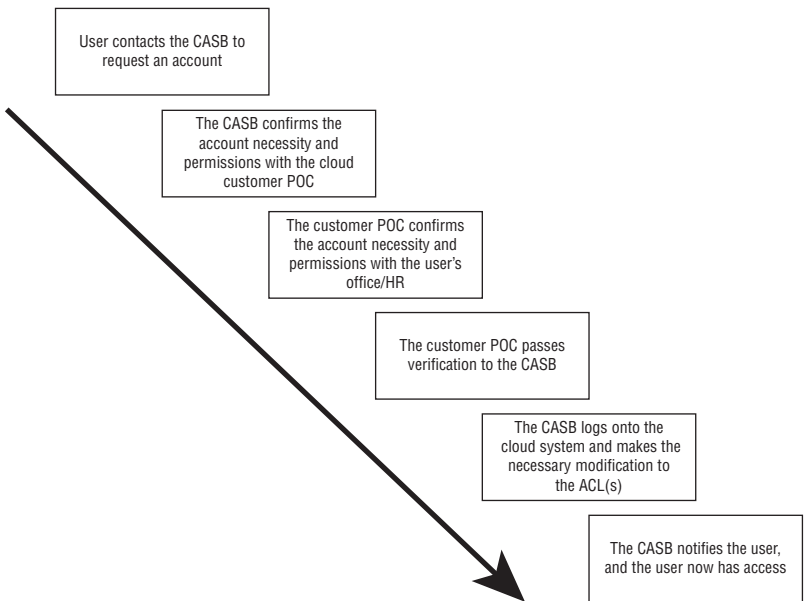 User contacts the CASB to
request an account
The CASB confirms the
account necessity and
permissions with the cloud
customer POC
The customer POC confirms
the account necessity and
permissions with the user's
office/HR
The customer POC passes
verification to the CASB
The CASB logs onto the
cloud system and makes the
necessary modification to
the ACL(s)
The CASB notifies the user,
and the user now has access